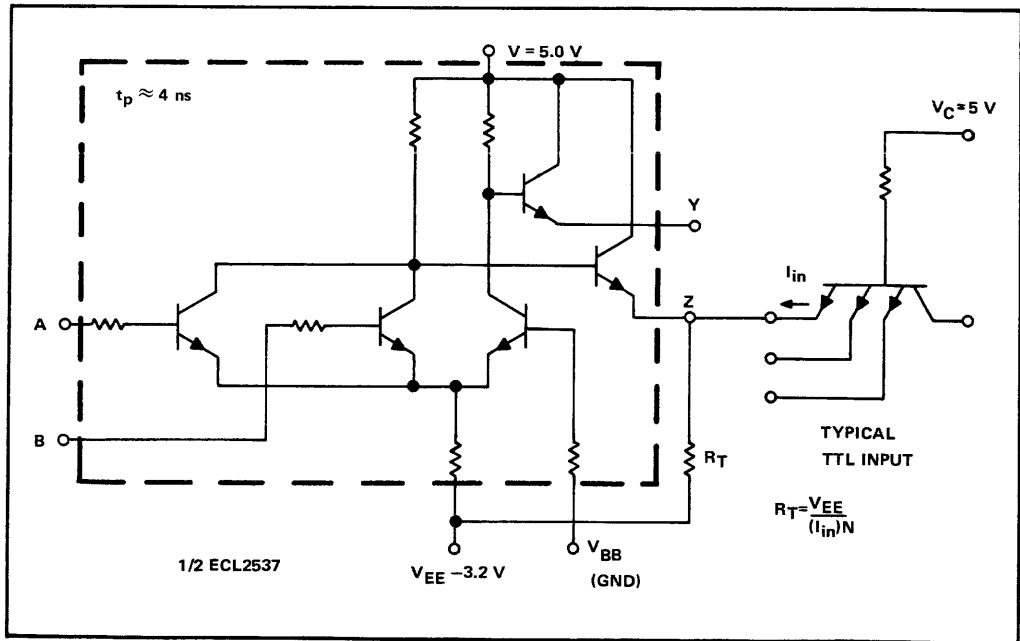 V = 5.0 V
tp ≈ 4 ns
VC = 5 V
Y
Iin
Z
A
B
RT
TYPICAL
TTL INPUT
RT = VEE
(Iin)N
1/2 ECL2537
VEE –3.2 V
VBB
(GND)